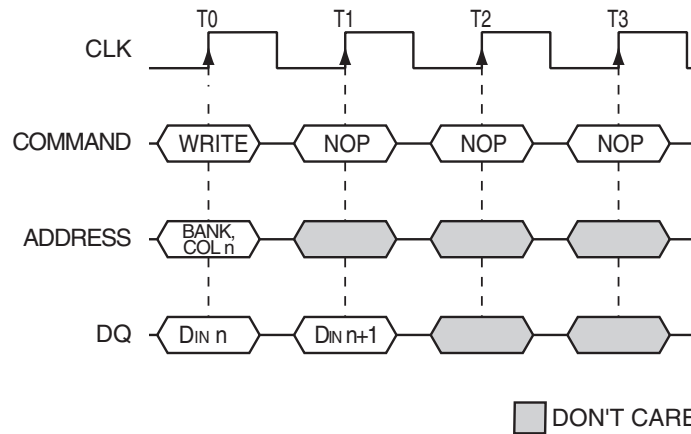 T0 T1 T2 T3
CLK
COMMAND WRITE NOP NOP NOP
ADDRESS BANK,
COL n
DQ DIN n DIN n+1
DON'T CARE